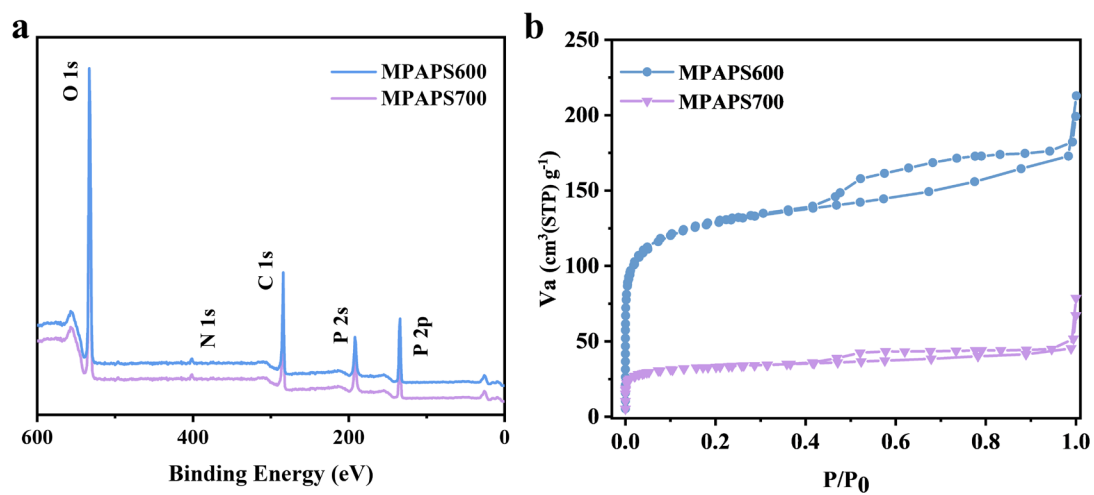 a
MPAPS600
MPAPS700
O 1s
N 1s
C 1s
P 2s
P 2p
600
400
200
0
Binding Energy (eV)
b
MPAPS600
MPAPS700
250
200
150
100
50
0
Va (cm³(STP) g⁻¹)
0.0
0.2
0.4
0.6
0.8
1.0
P/P₀